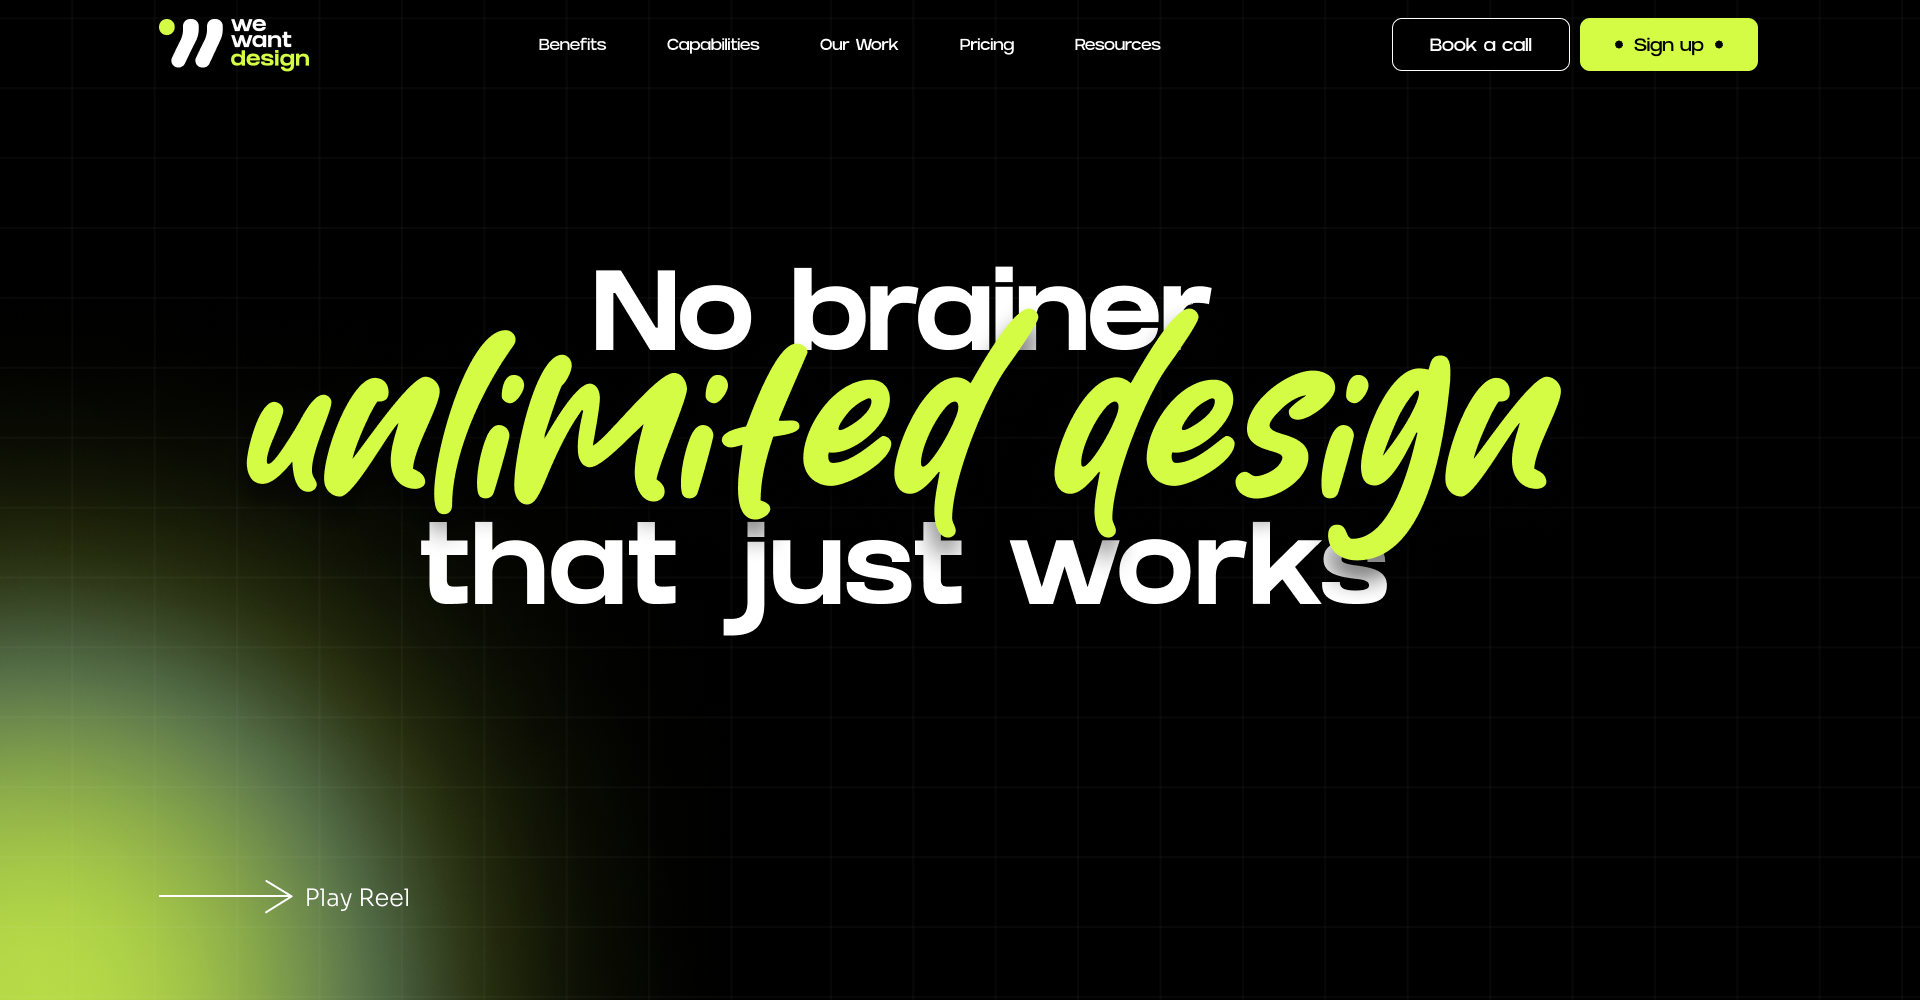 we
want
design
Benefits
Capabilities
Our Work
Pricing
Resources
Book a call
Sign up
No brainer
unlimited design
that just works
Play Reel